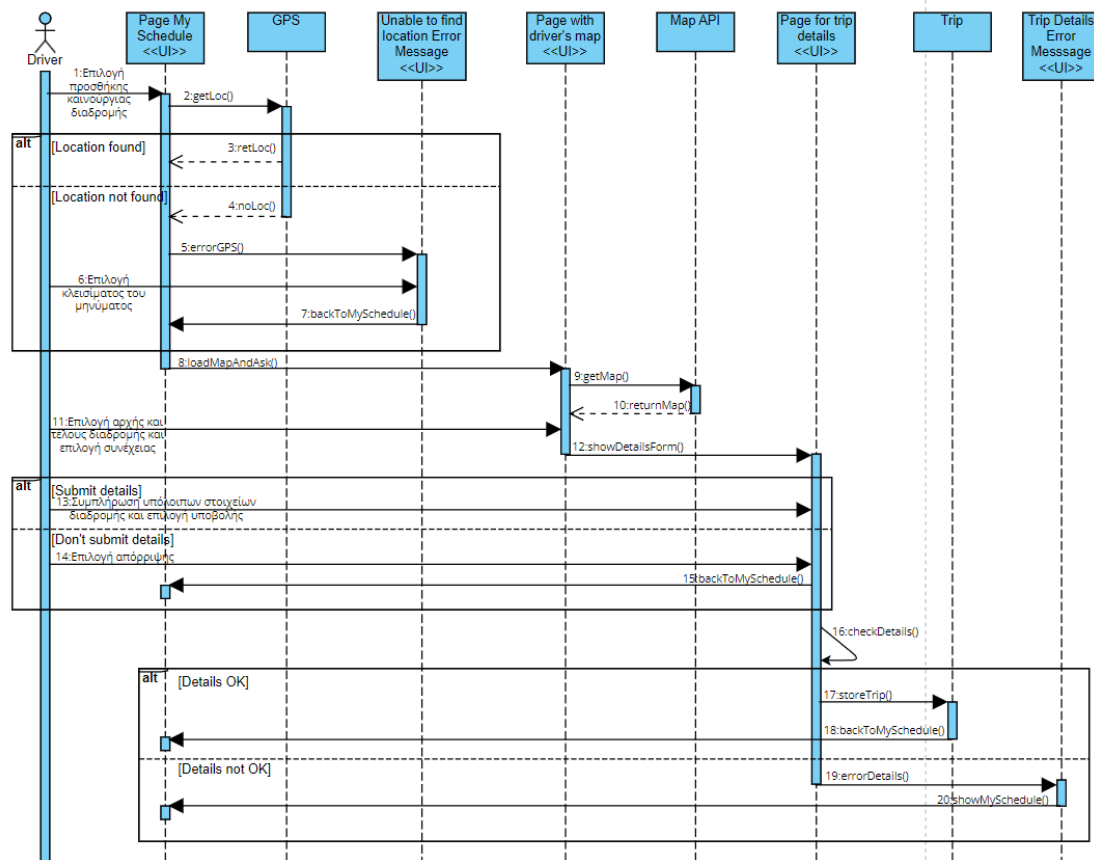 Page My
Schedule
<<UI>>
GPS
Unable to find
location Error
Message
<<UI>>
Page with
driver's map
<<UI>>
Map API
Page for trip
details
<<UI>>
Trip
Trip Details
Error
Messsage
<<UI>>
Driver
1:Επιλογή
προσθήκης
καινούργιας
διαδρομής
2:getLoc()
alt
[Location found]
3:retLoc()
[Location not found]
4:noLoc()
5:errorGPS()
6:Επιλογή
κλεισίματος του
μηνύματος
7:backToMySchedule()
8:loadMapAndAsk()
9:getMap()
10:returnMap()
11:Επιλογή αρχής και
τέλους διαδρομής και
επιλογή συνέχειας
12:showDetailsForm()
alt
[Submit details]
13:Συμπλήρωση υπόλοιπων στοιχείων
διαδρομής και επιλογή υποβολής
[Don't submit details]
14:Επιλογή απόρριψης
15:backToMySchedule()
16:checkDetails()
alt
[Details OK]
17:storeTrip()
18:backToMySchedule()
[Details not OK]
19:errorDetails()
20:showMySchedule()